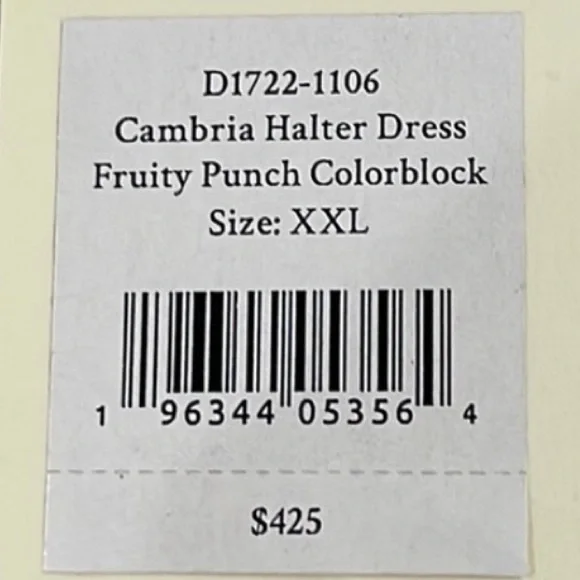 D1722-1106
Cambria Halter Dress
Fruity Punch Colorblock
Size: XXL
1 96344 05356 4
$425